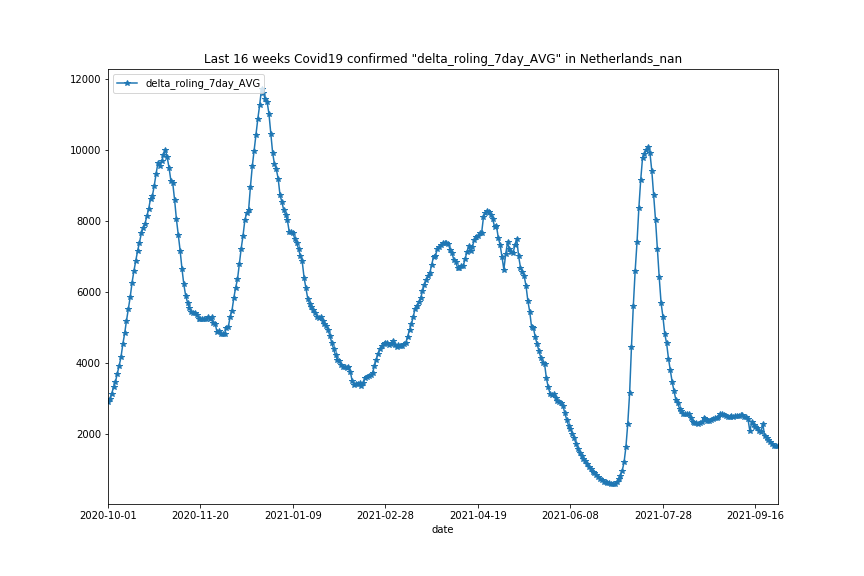 Last 16 weeks Covid19 confirmed "delta_roling_7day_AVG" in Netherlands_nan
delta_roling_7day_AVG
12000
10000
8000
6000
4000
2000
2020-10-01 2020-11-20 2021-01-09 2021-02-28 2021-04-19 2021-06-08 2021-07-28 2021-09-16
date